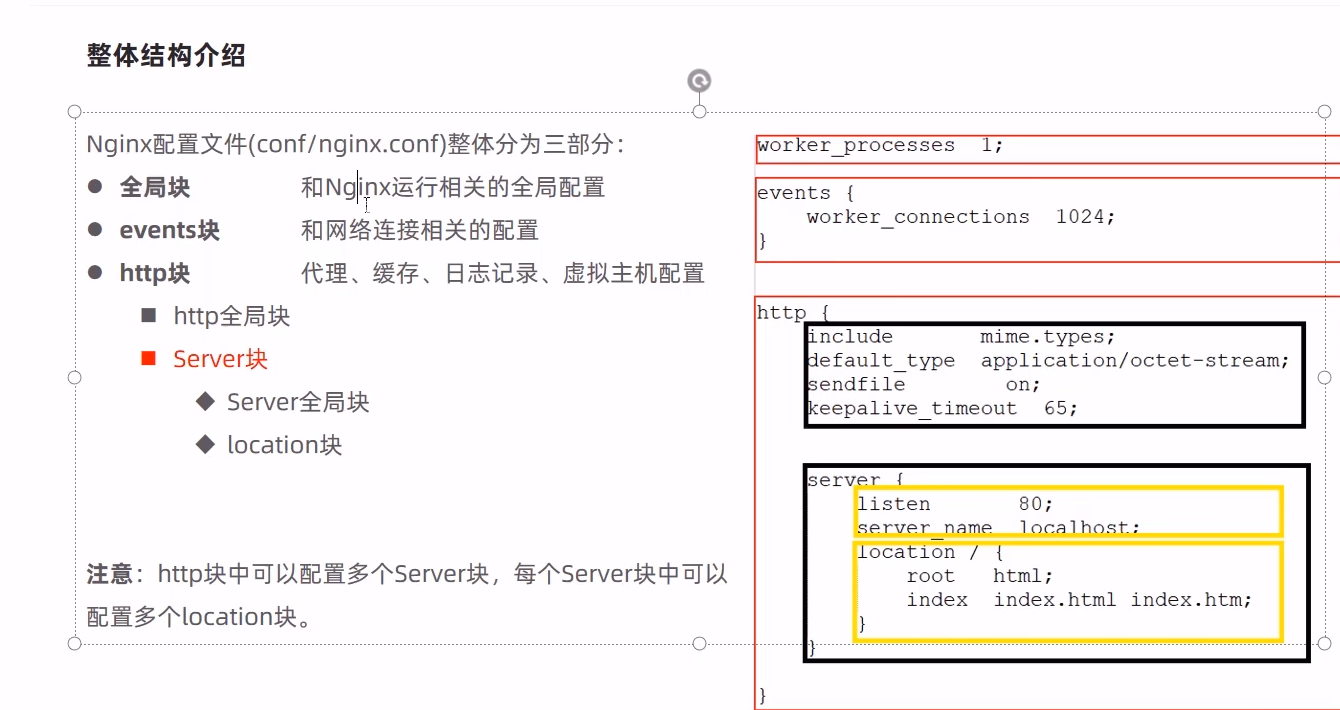 整体结构介绍
Nginx配置文件(conf/nginx.conf)整体分为三部分：
全局块 和Nginx运行相关的全局配置
events块 和网络连接相关的配置
http块 代理、缓存、日志记录、虚拟主机配置
http全局块
Server块
Server全局块
location块
注意：http块中可以配置多个Server块，每个Server块中可以
配置多个location块。
worker_processes 1;
events {
worker_connections 1024;
}
http {
include mime.types;
default_type application/octet-stream;
sendfile on;
keepalive_timeout 65;
server {
listen 80;
server_name localhost;
location / {
root html;
index index.html index.htm;
}
}
}